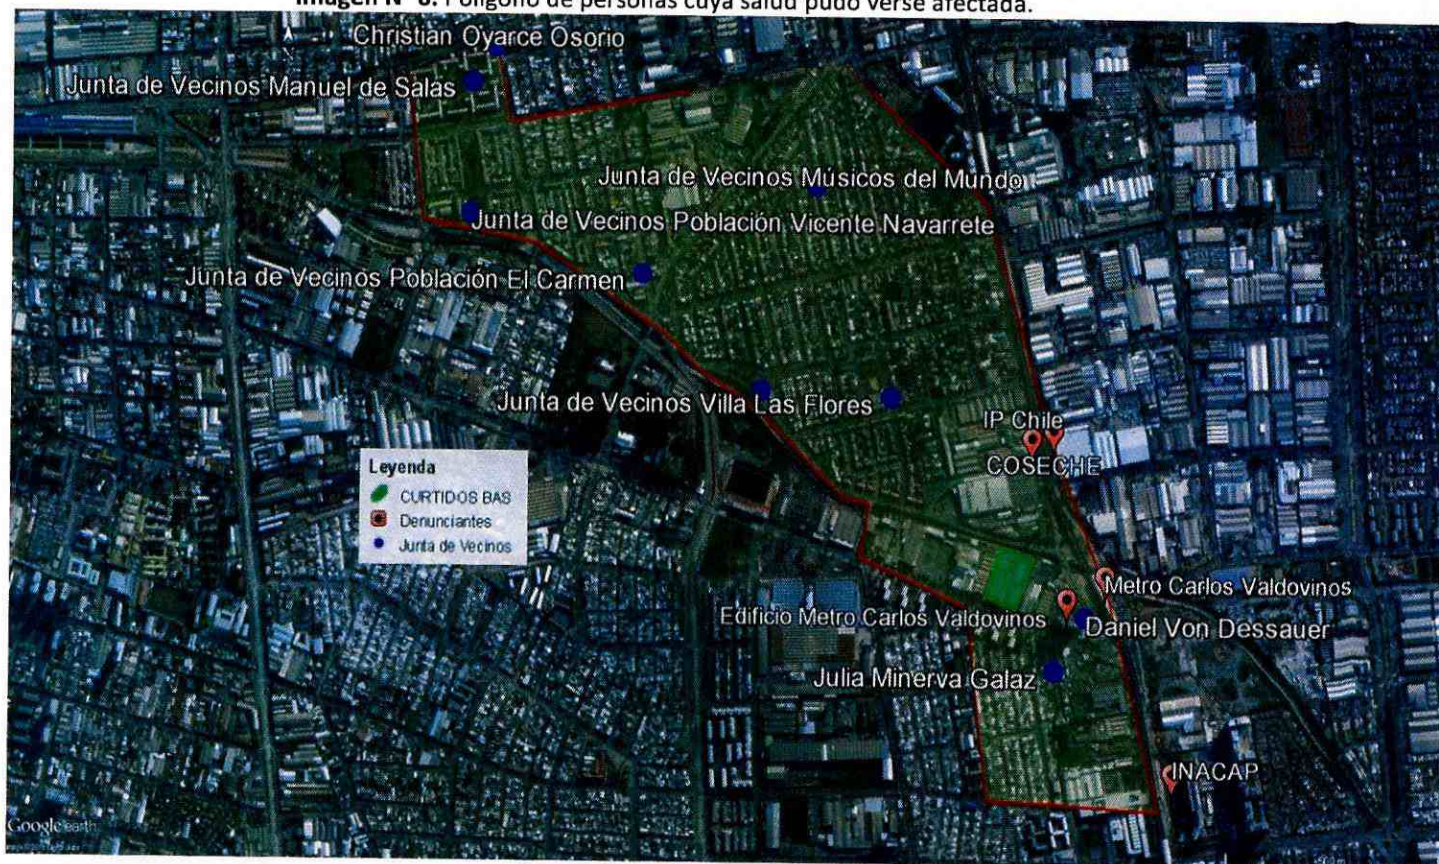 Imagen N° 8. Polígono de personas cuya salud pudo verse afectada.
Christian Oyarce Osorio
Junta de Vecinos Manuel de Salas
Junta de Vecinos Músicos del Mundo
Junta de Vecinos Población Vicente Navarrete
Junta de Vecinos Población El Carmen
Junta de Vecinos Villa Las Flores
IP Chile
COSECHE
Leyenda
CURTIDOS BAS
Denunciantes
Junta de Vecinos
Metro Carlos Valdovinos
Edificio Metro Carlos Valdovinos
Daniel Von Dessauer
Julia Minerva Galaz
INACAP
Google earth